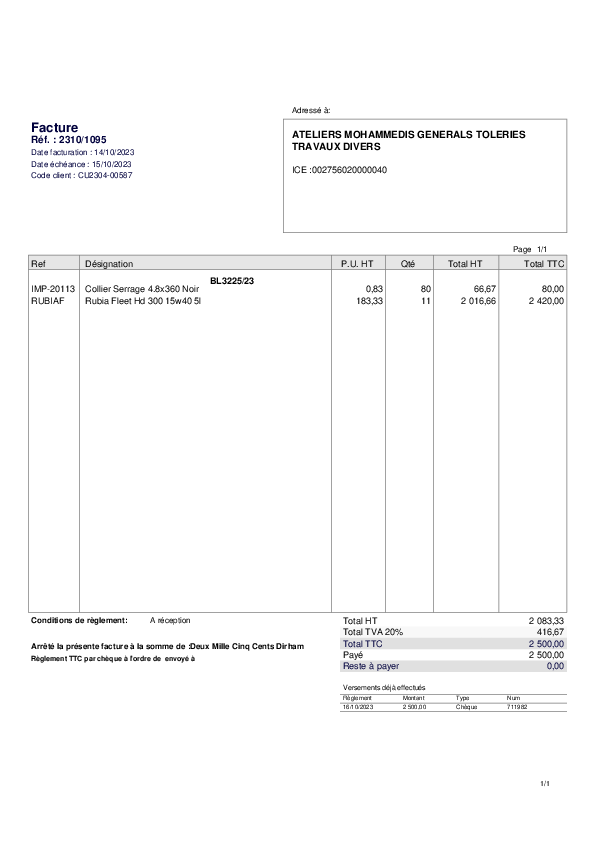 Adressé à:
Facture
Réf. : 2310/1095
Date facturation : 14/10/2023
Date échéance : 15/10/2023
Code client : CU2304-00587
ATELIERS MOHAMMEDIS GENERALS TOLERIES
TRAVAUX DIVERS
ICE :002756020000040
Page 1/1
Ref Désignation P.U. HT Qté Total HT Total TTC
BL3225/23
IMP-20113 Collier Serrage 4.8x360 Noir 0,83 80 66,67 80,00
RUBIAF Rubia Fleet Hd 300 15w40 5l 183,33 11 2 016,66 2 420,00
Conditions de règlement: A réception
Total HT 2 083,33
Total TVA 20% 416,67
Total TTC 2 500,00
Payé 2 500,00
Reste à payer 0,00
Arrêté la présente facture à la somme de :Deux Mille Cinq Cents Dirham
Règlement TTC par chèque à l'ordre de envoyé à
Versements déjà effectués
Règlement Montant Type Num
16/10/2023 2 500,00 Chèque 711982
1/1